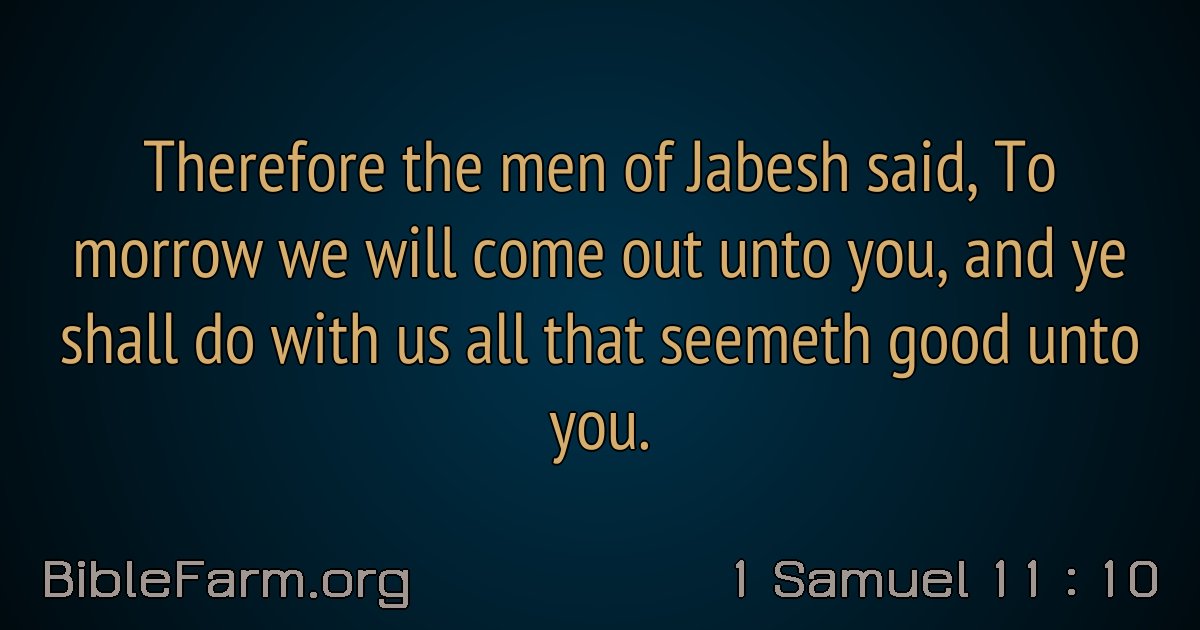 Therefore the men of Jabesh said, To
morrow we will come out unto you, and ye
shall do with us all that seemeth good unto
you.
BibleFarm.org
1 Samuel 11 : 10